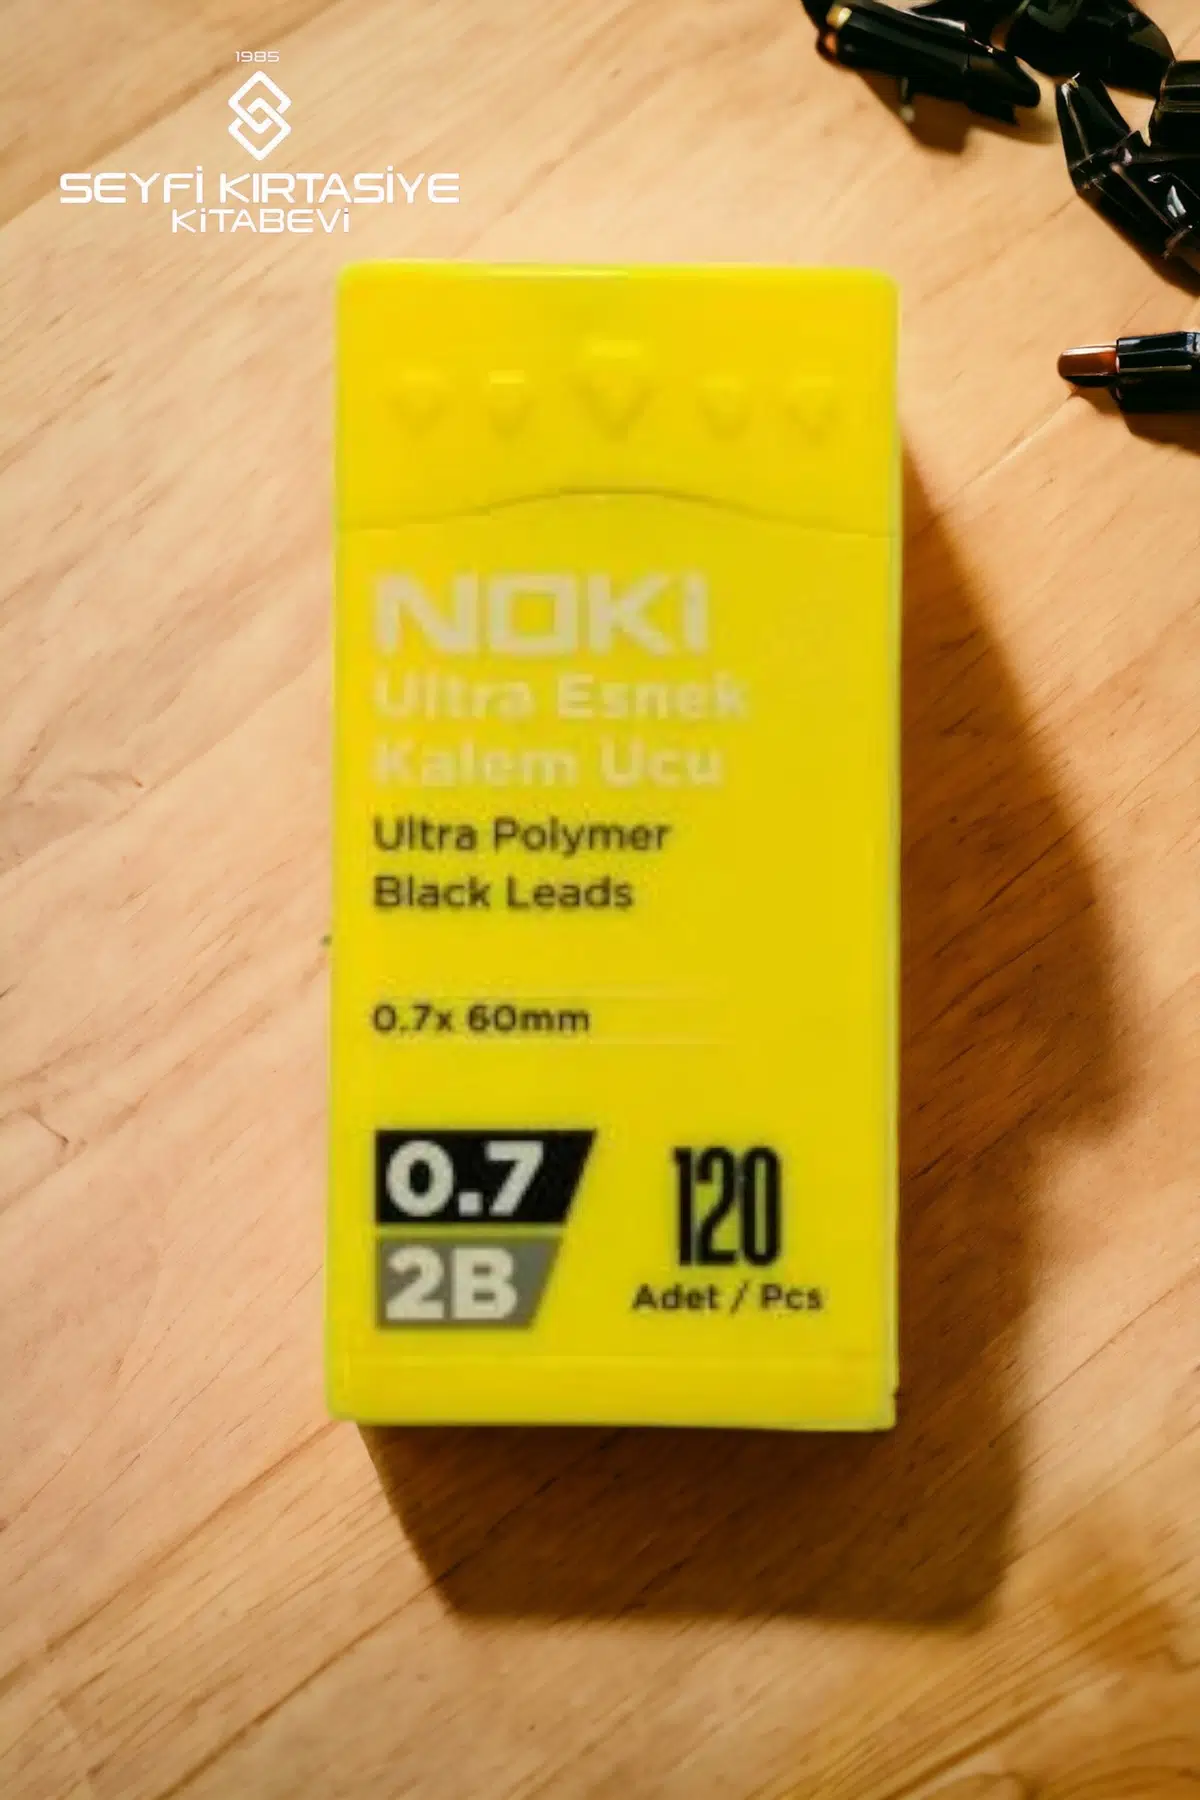 1985
SEYFİ KIRTASİYE
KİTABEVİ
NOKI
Ultra Esnek
Kalem Ucu
Ultra Polymer
Black Leads
0.7x 60mm
0.7
2B
120
Adet / Pcs